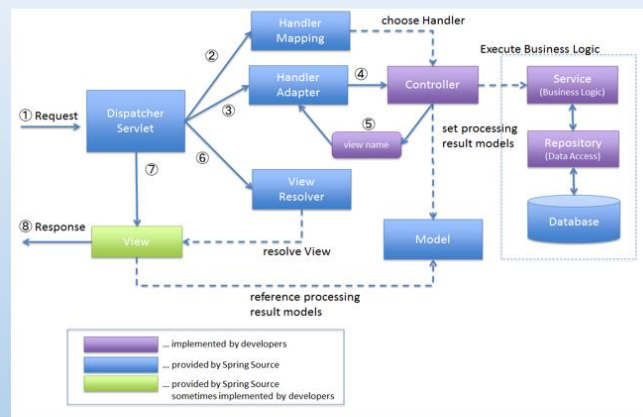 Handler
Mapping
choose Handler
②
Execute Business Logic
Handler
Adapter
④
Controller
Service
(Business Logic)
① Request
Dispatcher
Servlet
③
⑤
view name
set processing
result models
Repository
(Data Access)
⑥
⑦
View
Resolver
Database
⑧ Response
View
resolve View
Model
reference processing
result models
... implemented by developers
... provided by Spring Source
... provided by Spring Source
sometimes implemented by developers